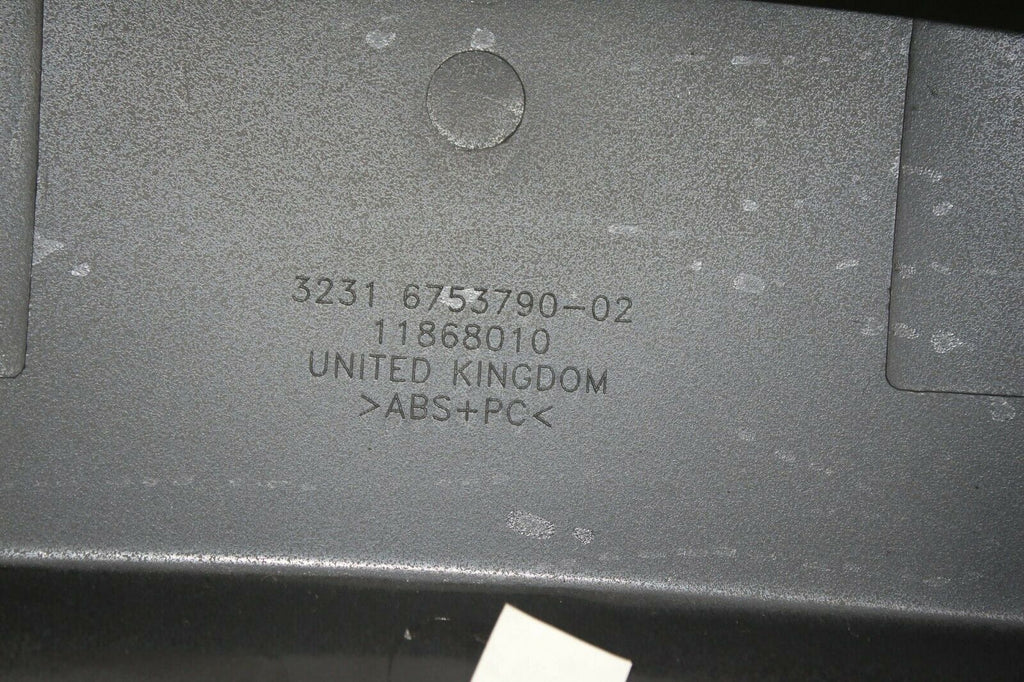 3231 6753790-02
11868010
UNITED KINGDOM
>ABS+PC<